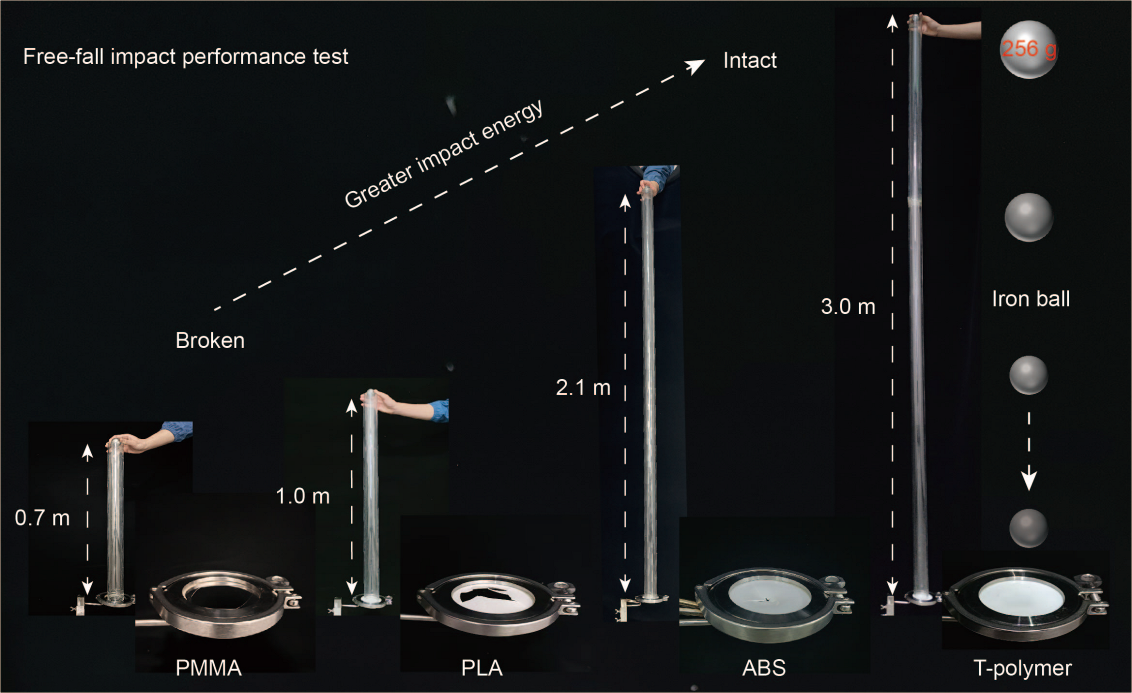 Free-fall impact performance test
Greater impact energy
Intact
Broken
256 g
Iron ball
0.7 m
1.0 m
2.1 m
3.0 m
PMMA
PLA
ABS
T-polymer